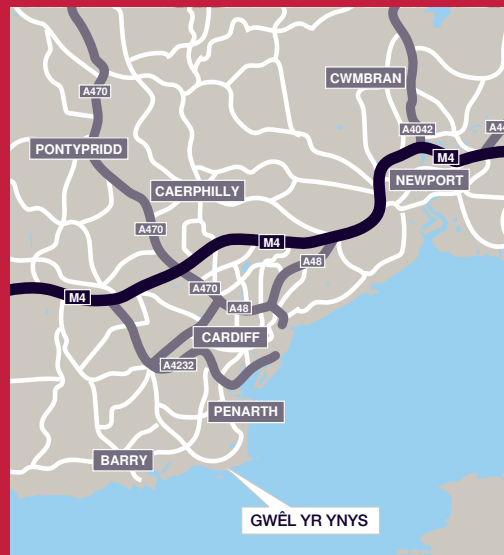 CWMBRAN
A470
A4042
A44
PONTYPRIDD
M4
NEWPORT
CAERPHILLY
A470
M4
A48
A470
M4
A48
CARDIFF
A4232
PENARTH
BARRY
GWÊL YR YNYS